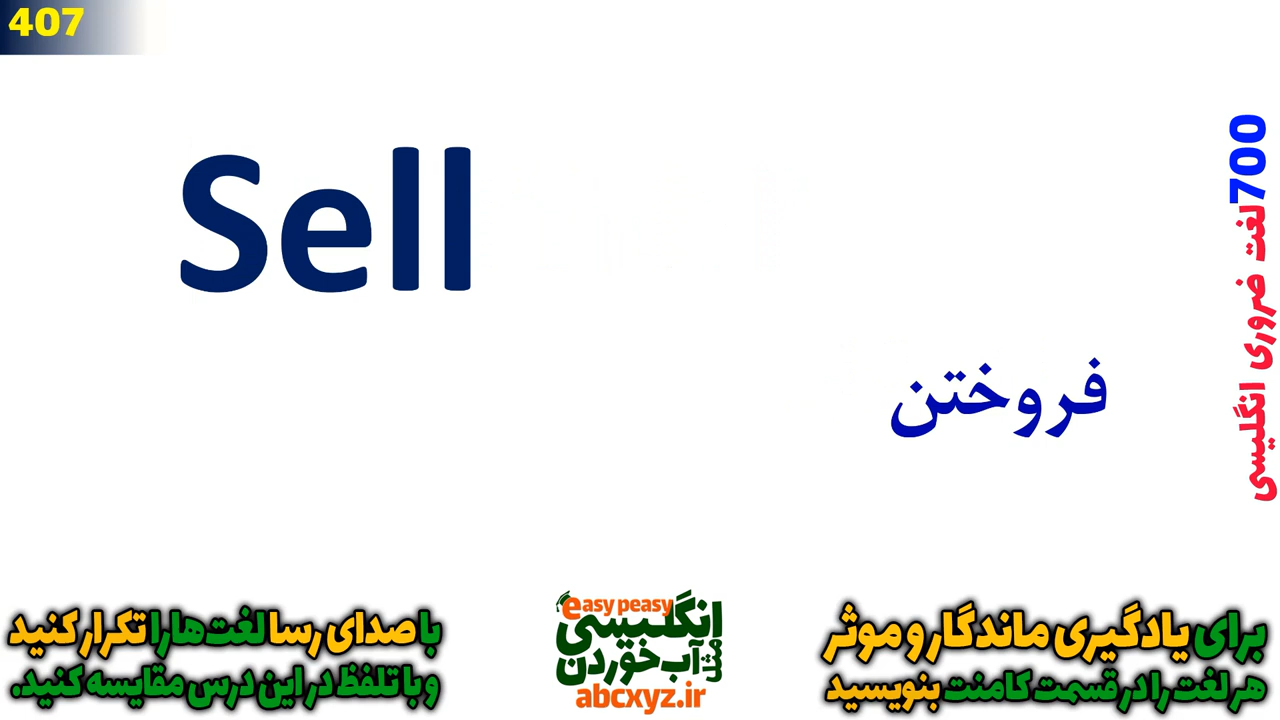 407
Sell
فروختن
700 لغت ضروری انگلیسی
با صدای رسا لغت‌ها را تکرار کنید
و با تلفظ در این درس مقایسه کنید.
easy peasy
انگلیسی
مثل آب خوردن
abcxyz.ir
برای یادگیری ماندگار و موثر
هر لغت را در قسمت کامنت بنویسید